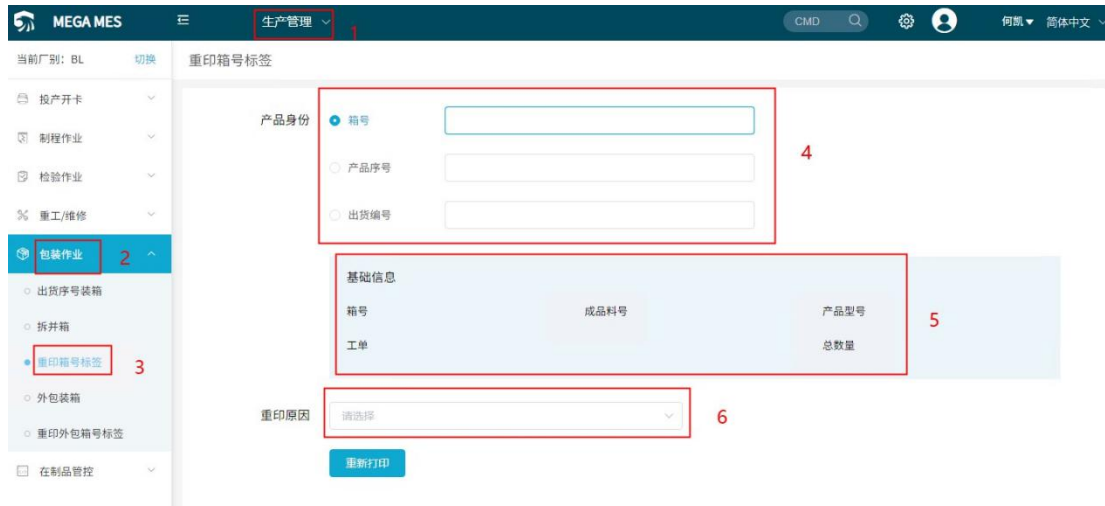 MEGA MES 生产管理 1 CMD 何凯 简体中文
当前厂别：BL 切换 重印箱号标签
投产开卡
制程作业
检验作业
重工/维修
包装作业 2
出货序号装箱
拆并箱
重印箱号标签 3
外包装箱
重印外包箱号标签
在制品管控
产品身份 箱号
产品序号
出货编号
4
基础信息
箱号 成品料号 产品型号
工单 总数量
5
重印原因 请选择 6
重新打印